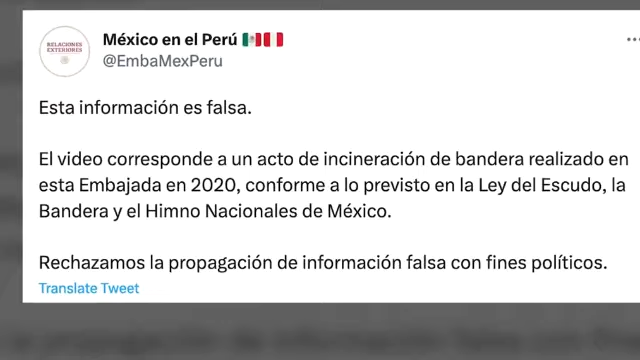 RELACIONES
EXTERIORES
México en el Perú
@EmbaMexPeru
Esta información es falsa.
El video corresponde a un acto de incineración de bandera realizado en
esta Embajada en 2020, conforme a lo previsto en la Ley del Escudo, la
Bandera y el Himno Nacionales de México.
Rechazamos la propagación de información falsa con fines políticos.
Translate Tweet